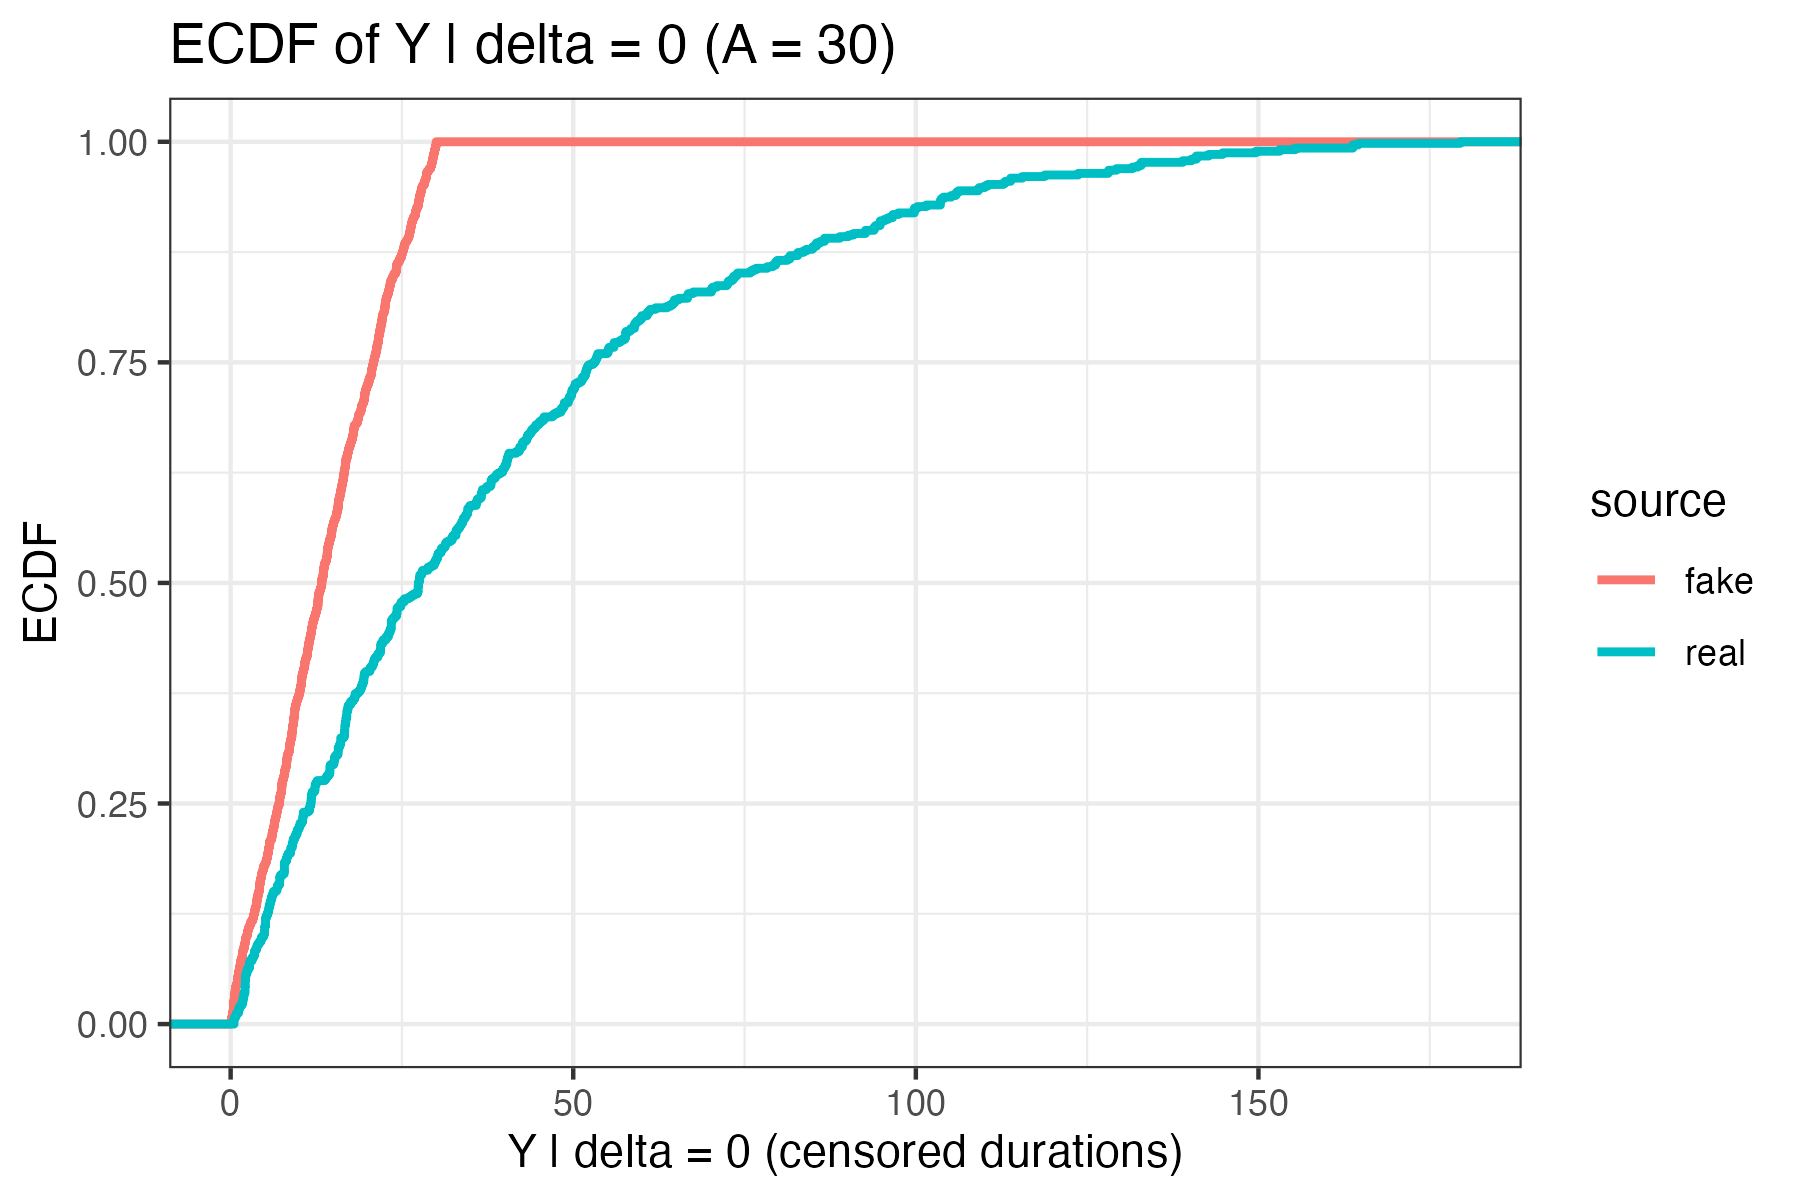 ECDF of Y | delta = 0 (A = 30)
1.00
0.75
0.50
0.25
0.00
ECDF
0
50
100
150
Y | delta = 0 (censored durations)
source
fake
real